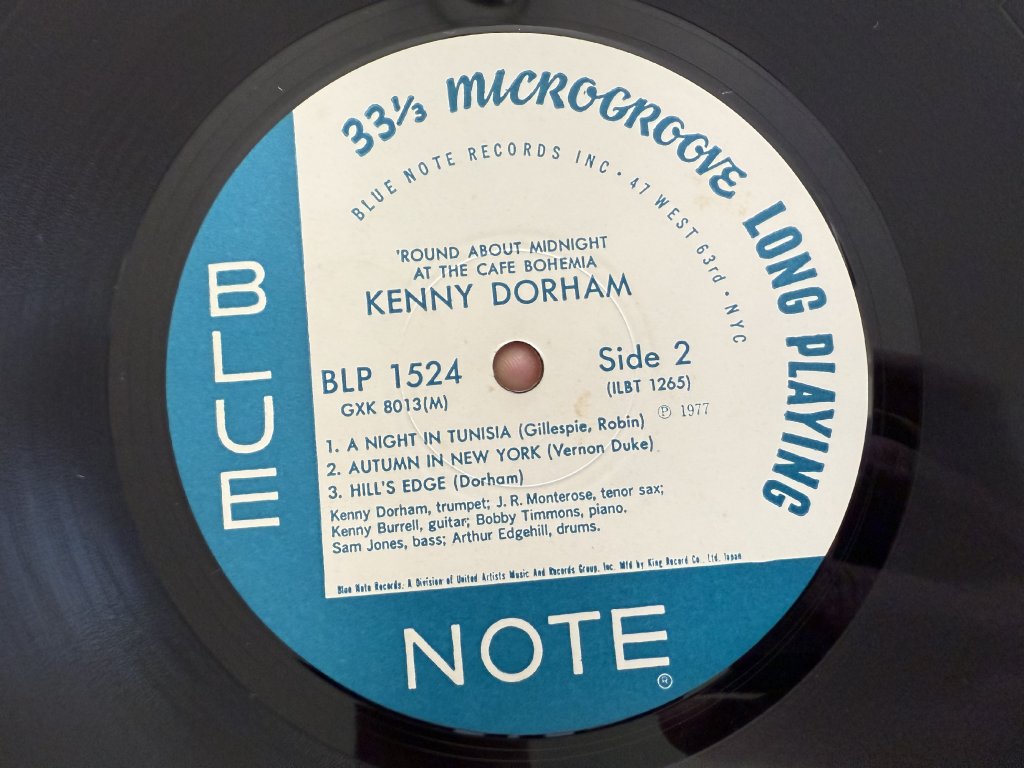 33⅓ MICROGROOVE LONG PLAYING
BLUE NOTE RECORDS INC • 47 WEST 63rd • NYC
'ROUND ABOUT MIDNIGHT
AT THE CAFE BOHEMIA
KENNY DORHAM
BLP 1524
GXK 8013(M)
Side 2
(ILBT 1265)
Ⓟ 1977
1. A NIGHT IN TUNISIA (Gillespie, Robin)
2. AUTUMN IN NEW YORK (Vernon Duke)
3. HILL'S EDGE (Dorham)
Kenny Dorham, trumpet; J. R. Monterose, tenor sax;
Kenny Burrell, guitar; Bobby Timmons, piano.
Sam Jones, bass; Arthur Edgehill, drums.
Blue Note Records. A Division of United Artists Music And Records Group, Inc. Mfd by King Record Co., Ltd. Japan
BLUE
NOTE
®